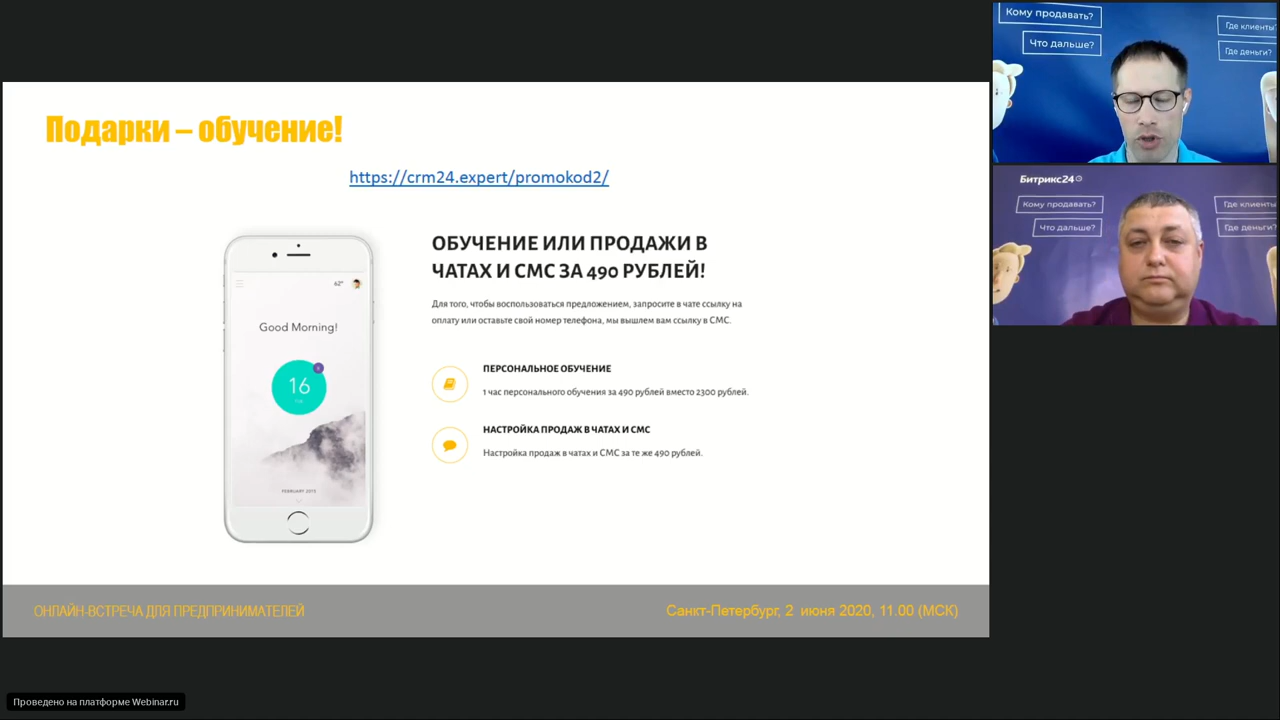 Подарки – обучение!
https://crm24.expert/promokod2/
ОБУЧЕНИЕ ИЛИ ПРОДАЖИ В
ЧАТАХ И СМС ЗА 490 РУБЛЕЙ!
Для того, чтобы воспользоваться предложением, запросите в чате ссылку на
оплату или оставьте свой номер телефона, мы вышлем вам ссылку в СМС.
62°
Good Morning!
16
FEBRUARY 2015
ПЕРСОНАЛЬНОЕ ОБУЧЕНИЕ
1 час персонального обучения за 490 рублей вместо 2300 рублей.
НАСТРОЙКА ПРОДАЖ В ЧАТАХ И СМС
Настройка продаж в чатах и СМС за те же 490 рублей.
ОНЛАЙН-ВСТРЕЧА ДЛЯ ПРЕДПРИНИМАТЕЛЕЙ
Санкт-Петербург, 2 июня 2020, 11.00 (МСК)
Кому продавать?
Что дальше?
Где клиенты?
Где деньги?
Битрикс24
Кому продавать?
Что дальше?
Где клиенты
Где деньги?
Проведено на платформе Webinar.ru